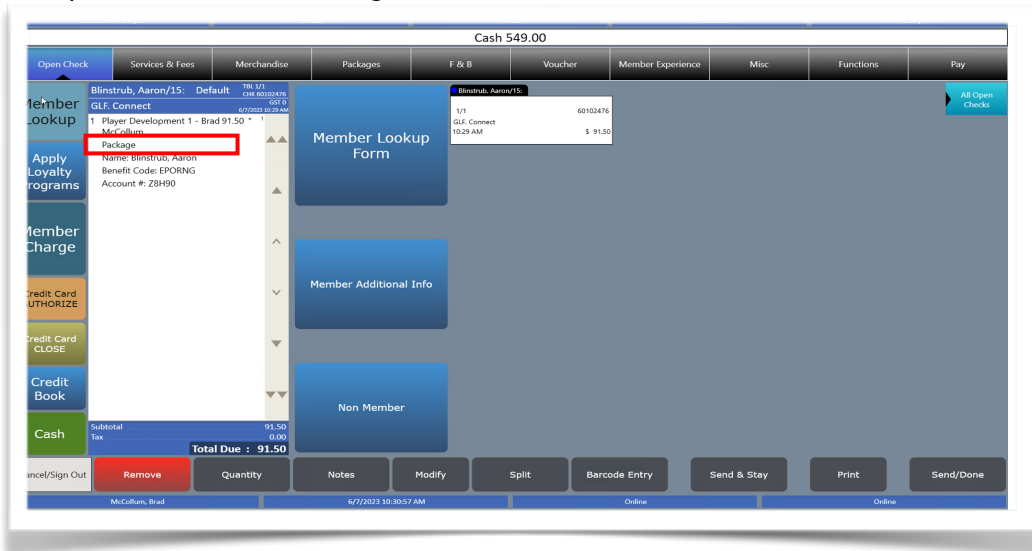 Cash 549.00
Open Check
Services & Fees
Merchandise
Packages
F & B
Voucher
Member Experience
Misc
Functions
Pay
Member
Lookup
Apply
Loyalty
Programs
Member
Charge
Credit Card
AUTHORIZE
Credit Card
CLOSE
Credit
Book
Cash
Cancel/Sign Out
Blinstrub, Aaron/15: Default
TBL 1/1
CHK 60102476
GLF. Connect
GST 0
6/7/2023 10:29 AM
1 Player Development 1 - Brad 91.50 * 1
McCollum
Package
Name: Blinstrub, Aaron
Benefit Code: EPORNG
Account #: Z8H90
Subtotal 91.50
Tax 0.00
Total Due : 91.50
Member Lookup
Form
Member Additional Info
Non Member
Blinstrub, Aaron/15:
1/1 60102476
GLF. Connect
10:29 AM $ 91.50
All Open
Checks
Remove
Quantity
Notes
Modify
Split
Barcode Entry
Send & Stay
Print
Send/Done
McCollum, Brad
6/7/2023 10:30:57 AM
Online
Online